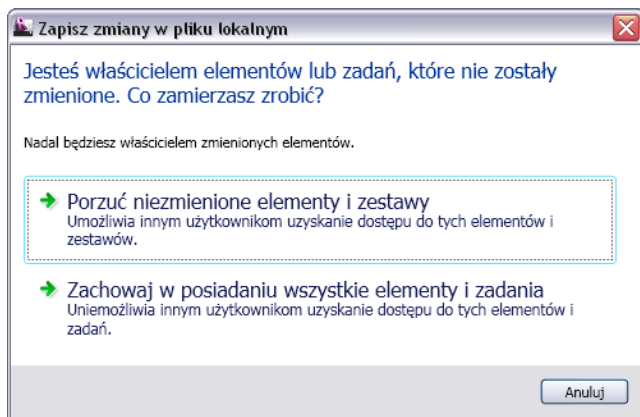 Zapisz zmiany w pliku lokalnym
Jesteś właścicielem elementów lub zadań, które nie zostały
zmienione. Co zamierzasz zrobić?
Nadal będziesz właścicielem zmienionych elementów.
Porzuć niezmienione elementy i zestawy
Umożliwia innym użytkownikom uzyskanie dostępu do tych elementów i
zestawów.
Zachowaj w posiadaniu wszystkie elementy i zadania
Uniemożliwia innym użytkownikom uzyskanie dostępu do tych elementów i
zadań.
Anuluj